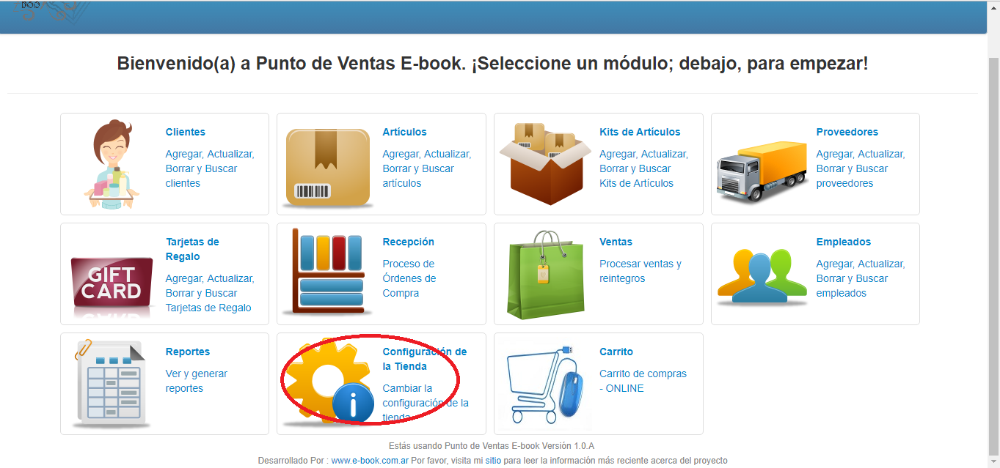 Bienvenido(a) a Punto de Ventas E-book. ¡Seleccione un módulo; debajo, para empezar!
Clientes
Agregar, Actualizar,
Borrar y Buscar
clientes
Artículos
Agregar, Actualizar,
Borrar y Buscar
artículos
Kits de Artículos
Agregar, Actualizar,
Borrar y Buscar
Kits de Artículos
Proveedores
Agregar, Actualizar,
Borrar y Buscar
proveedores
GIFT
CARD
Tarjetas de
Regalo
Agregar, Actualizar,
Borrar y Buscar
Tarjetas de Regalo
Recepción
Proceso de
Órdenes de
Compra
Ventas
Procesar ventas y
reintegros
Empleados
Agregar, Actualizar,
Borrar y Buscar
empleados
Reportes
Ver y generar
reportes
i
Configuración de
la Tienda
Cambiar la
configuración de la
tienda
Carrito
Carrito de compras
- ONLINE
Estás usando Punto de Ventas E-book Versión 1.0.A
Desarrollado Por : www.e-book.com.ar Por favor, visita mi sitio para leer la información más reciente acerca del proyecto